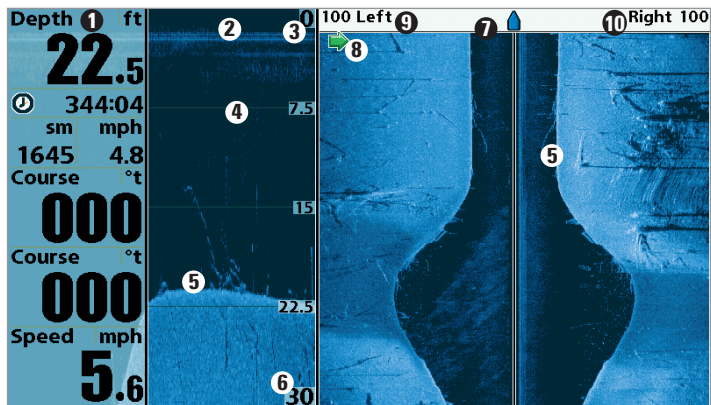 Depth 1 ft
22.5
344:04
sm mph
1645 4.8
Course °t
000
Course °t
000
Speed mph
5.6
2
0
3
4
7.5
15
5
22.5
6
30
100 Left 9
7
10 Right 100
8
5